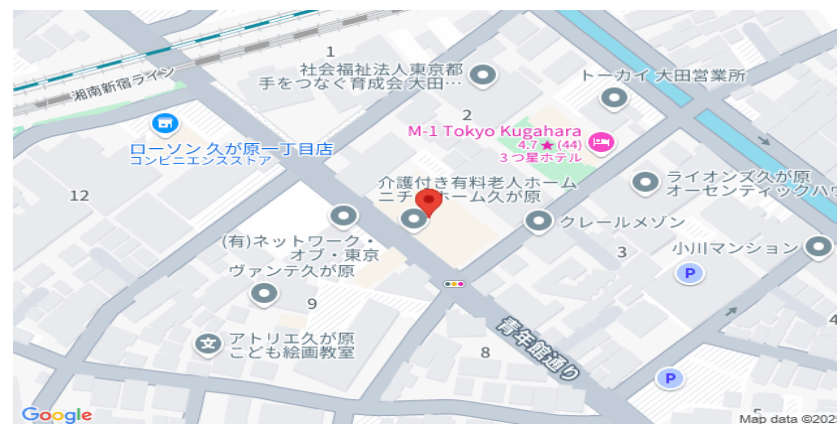 1
社会福祉法人東京都
手をつなぐ育成会 大田…
トーカイ 大田営業所
湘南新宿ライン
2
M-1 Tokyo Kugahara
4.7 ★ (44)
3 つ星ホテル
ローソン 久が原一丁目店
コンビニエンスストア
介護付き有料老人ホーム
ニチ
ホーム久が原
ライオンズ久が原
オーセンティックハウ
12
クレールメゾン
(有)ネットワーク・
オブ・東京
3
小川マンション
P
ヴァンテ久が原
9
青年館通り
アトリエ久が原
こども絵画教室
8
4
P
5
Google
Map data ©2025